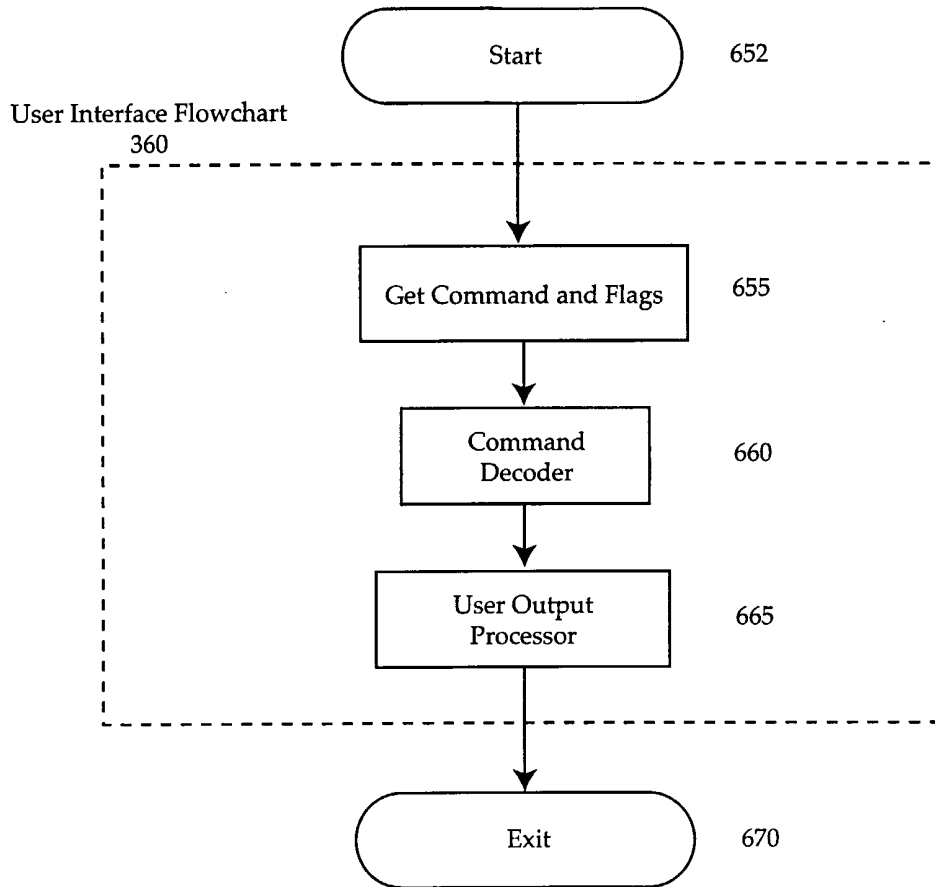 Start
652
User Interface Flowchart
360
Get Command and Flags
655
Command
Decoder
660
User Output
Processor
665
Exit
670